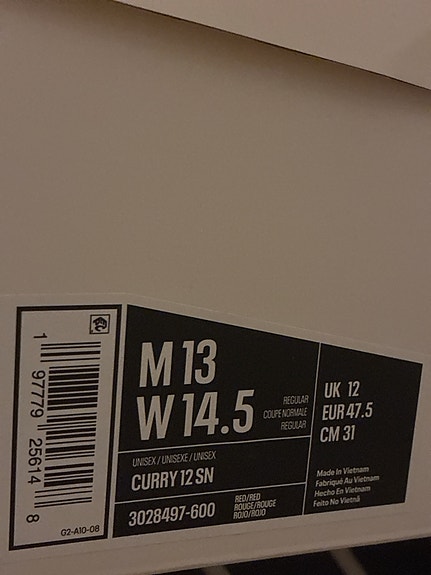 1 97779 25614 8
G2-A10-08
M 13
W 14.5
REGULAR
COUPE NORMALE
REGULAR
UNISEX / UNISEXE / UNISEX
CURRY 12 SN
3028497-600
RED/RED
ROUGE/ROUGE
ROJO/ROJO
UK 12
EUR 47.5
CM 31
Made In Vietnam
Fabriqué Au Vietnam
Hecho En Vietnam
Feito No Vietnã